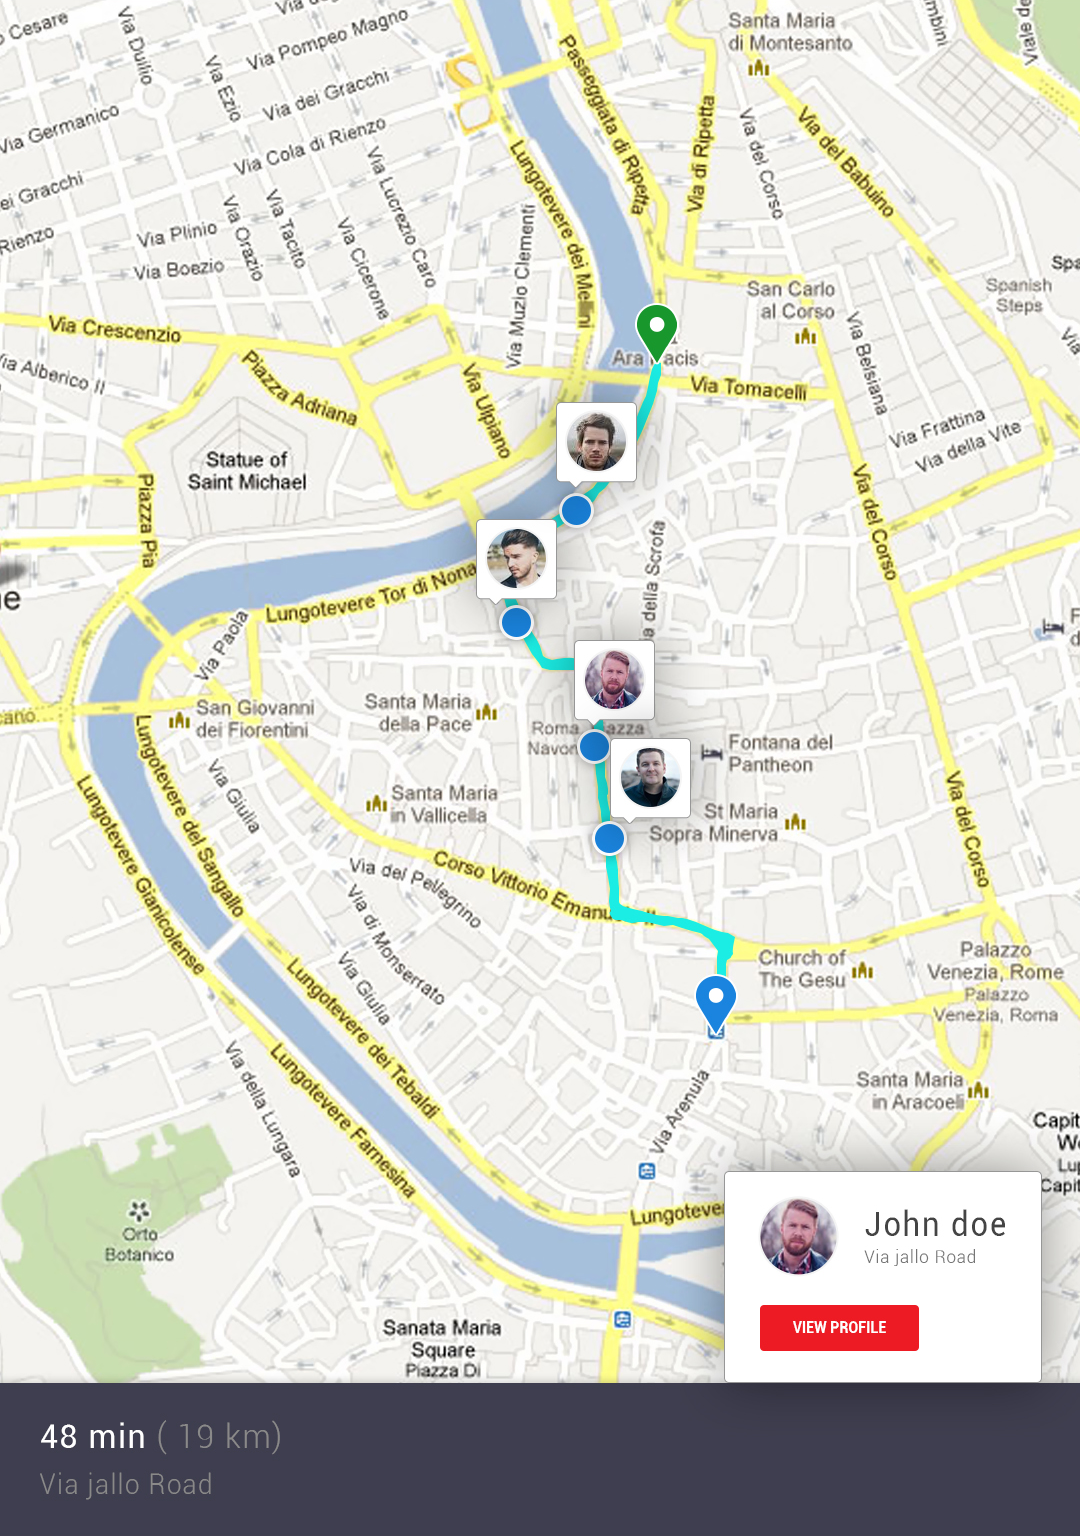 Cesare
Via Duilio
Via Pompeo Magno
Via Ezio
Via dei Gracchi
Via Germanico
Via Cola di Rienzo
ei Gracchi
Via Lucrezio Caro
Rienzo
Via Plinio
Via Orazio
Via Tacito
Via Boezio
Via Cicerone
Via Muzio Clementi
Lungotevere dei Mellini
Passeggiata di Ripetta
Via di Ripetta
Santa Maria
di Montesanto
Via del Corso
Via del Babuino
Viale
Spanish
Steps
San Carlo
al Corso
Via Belsiana
Via Crescenzio
Via Alberico II
Piazza Adriana
Via Ulpiano
Via Tomacelli
Via Frattina
Via della Vite
Statue of
Saint Michael
Piazza Pia
Via del Corso
Lungotevere Tor di Nona
della Scrofa
Via Paola
San Giovanni
dei Fiorentini
Santa Maria
della Pace
Roma
Fontana del
Pantheon
Santa Maria
in Vallicella
St Maria
Sopra Minerva
Via Giulia
Via del Corso
Lungotevere del Sangallo
Lungotevere Gianicolense
Corso Vittorio Emanu
Via del Pellegrino
Via di Monserrato
Via Giulia
Church of
The Gesu
Palazzo
Venezia, Rome
Palazzo
Venezia, Roma
Lungotevere dei Tebaldi
Lungotevere Farnesina
Via della Lungara
Via Arenula
Santa Maria
in Aracoeli
Orto
Botanico
Lungotever
Sanata Maria
Square
Piazza Di
John doe
Via jallo Road
VIEW PROFILE
48 min ( 19 km)
Via jallo Road